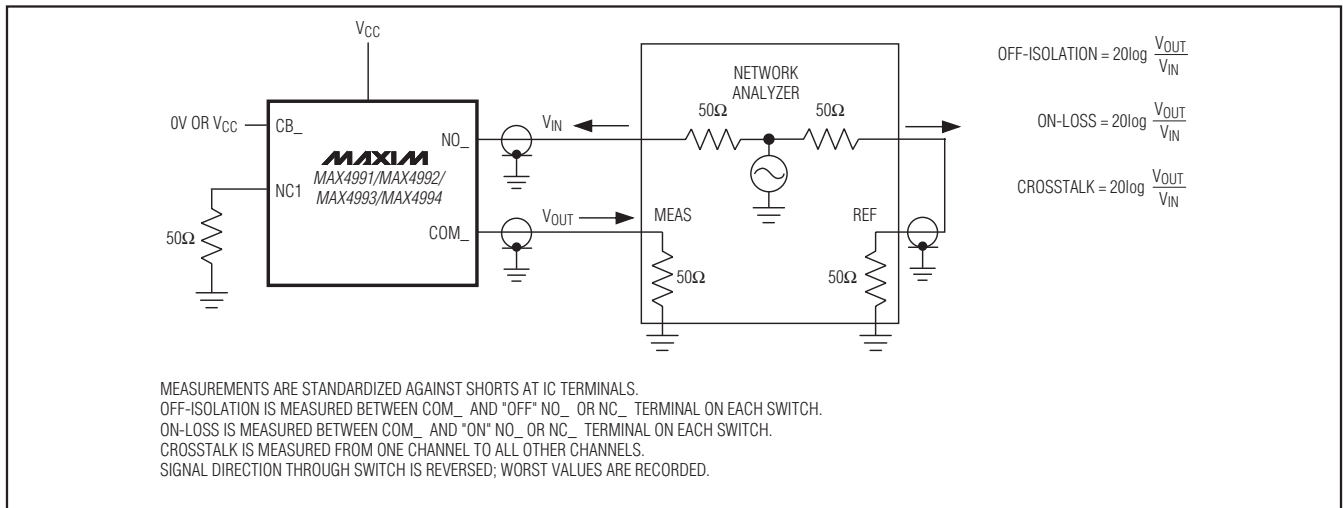 VCC
0V OR VCC
CB_
NC1
50Ω
MAXIM
MAX4991/MAX4992/
MAX4993/MAX4994
NO_
COM_
VIN
VOUT
NETWORK
ANALYZER
50Ω
50Ω
MEAS
REF
50Ω
50Ω
OFF-ISOLATION = 20log VOUT/VIN
ON-LOSS = 20log VOUT/VIN
CROSSTALK = 20log VOUT/VIN
MEASUREMENTS ARE STANDARDIZED AGAINST SHORTS AT IC TERMINALS.
OFF-ISOLATION IS MEASURED BETWEEN COM_ AND "OFF" NO_ OR NC_ TERMINAL ON EACH SWITCH.
ON-LOSS IS MEASURED BETWEEN COM_ AND "ON" NO_ OR NC_ TERMINAL ON EACH SWITCH.
CROSSTALK IS MEASURED FROM ONE CHANNEL TO ALL OTHER CHANNELS.
SIGNAL DIRECTION THROUGH SWITCH IS REVERSED; WORST VALUES ARE RECORDED.